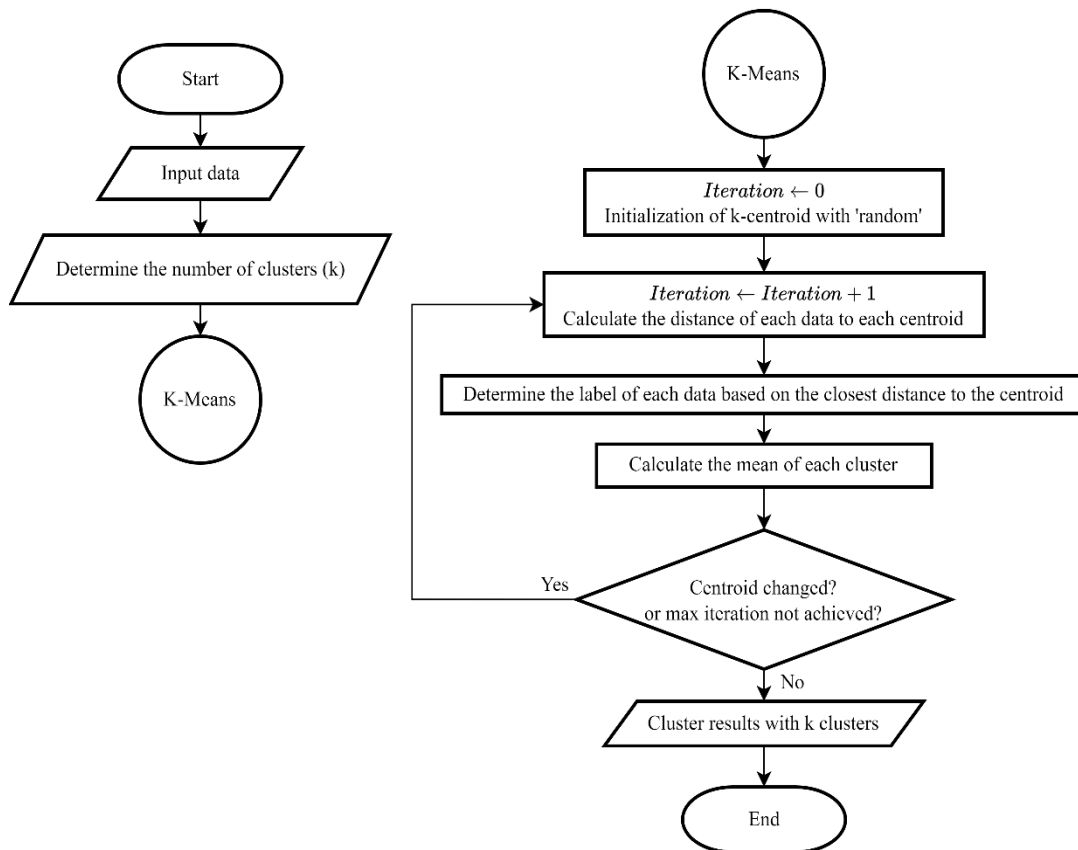 Start
Input data
Determine the number of clusters (k)
K-Means
K-Means
Iteration ← 0
Initialization of k-centroid with 'random'
Iteration ← Iteration + 1
Calculate the distance of each data to each centroid
Determine the label of each data based on the closest distance to the centroid
Calculate the mean of each cluster
Centroid changed?
or max iteration not achieved?
Yes
No
Cluster results with k clusters
End